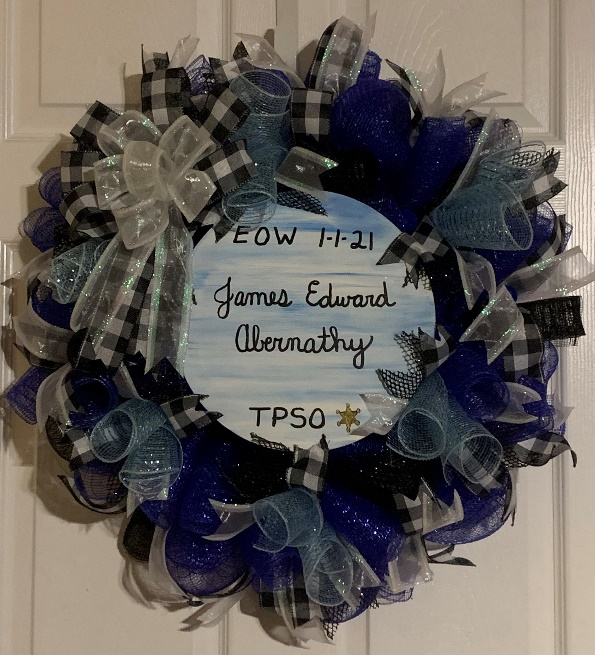 EOW 1-1-21
James Edward
Abernathy
TPSO